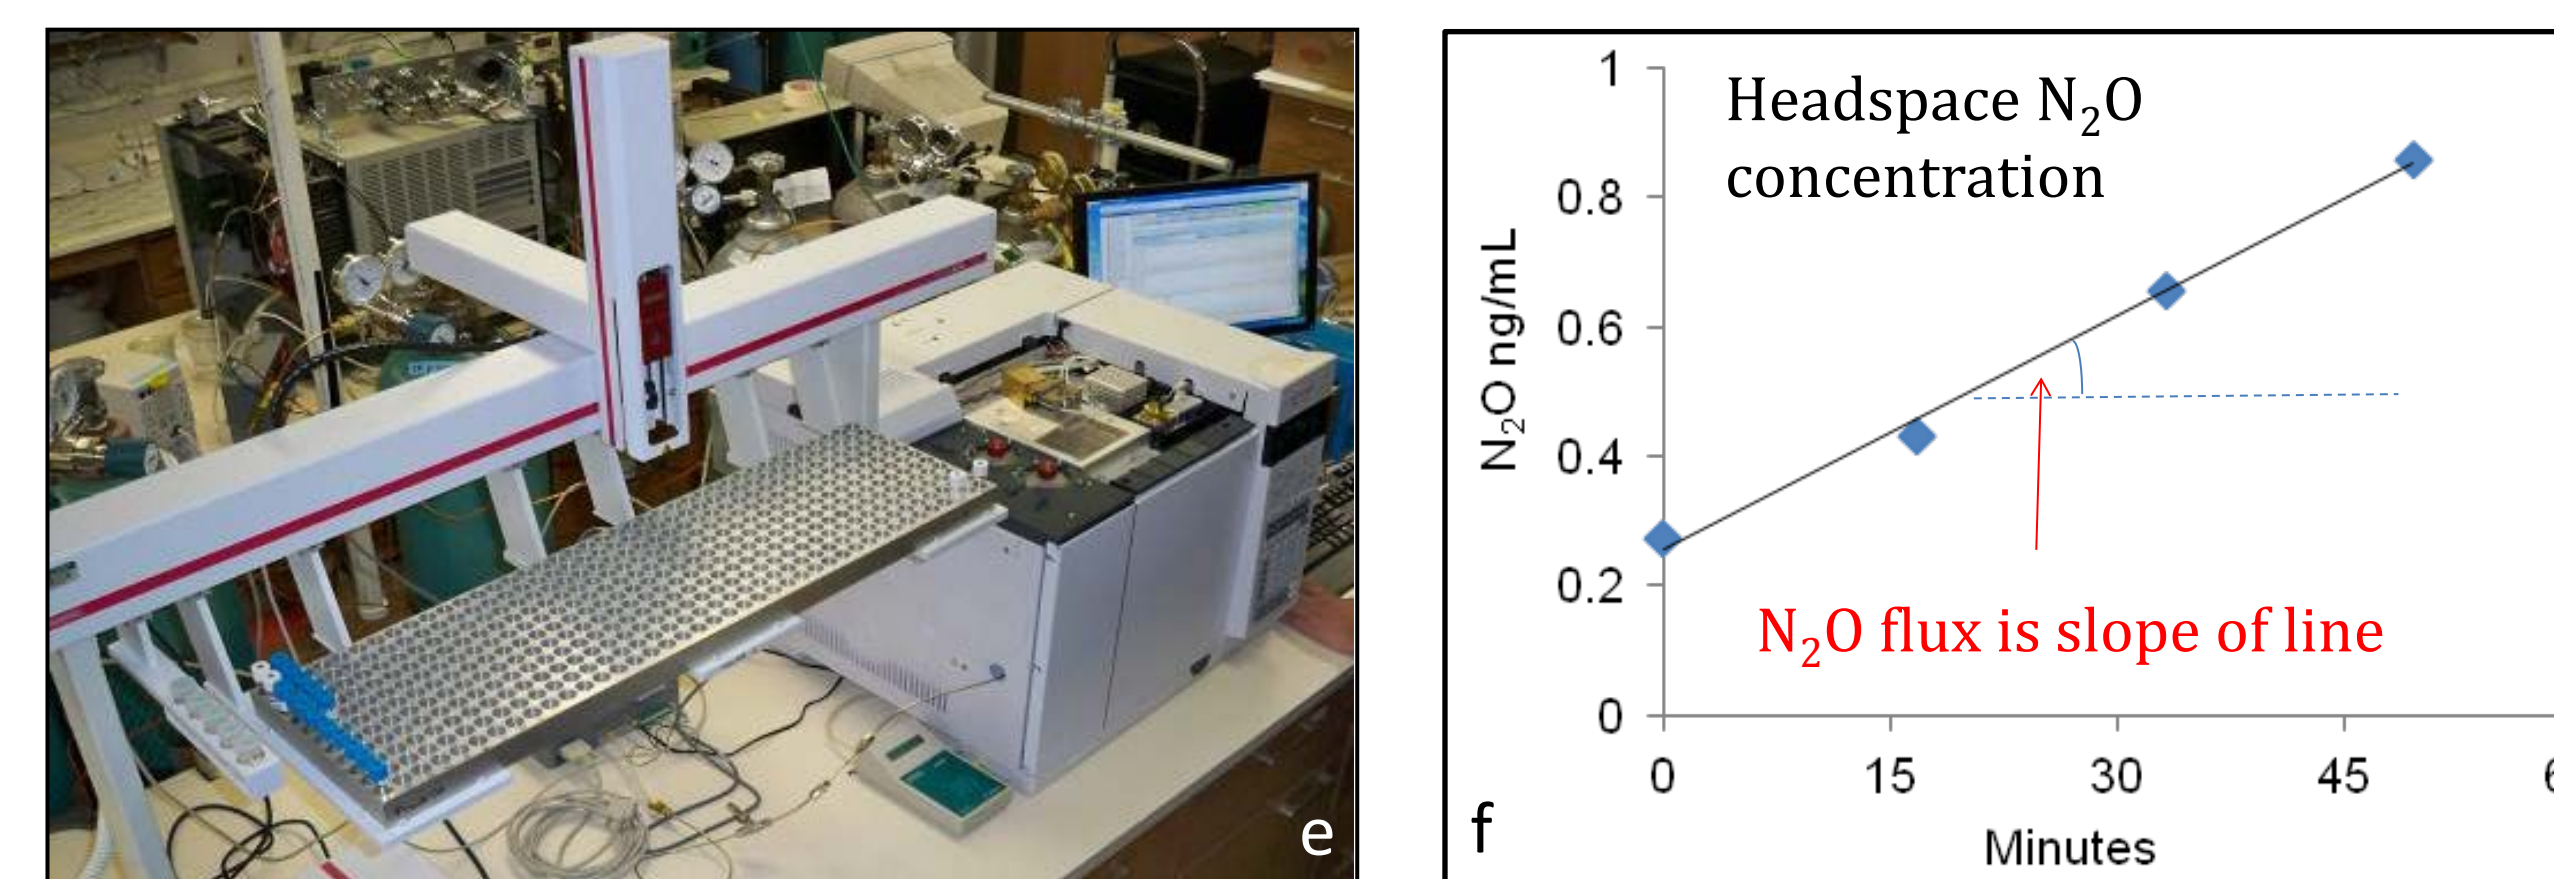 e
1
0.8
0.6
0.4
0.2
0
N₂O ng/mL
Headspace N₂O
concentration
N₂O flux is slope of line
0 15 30 45
Minutes
f